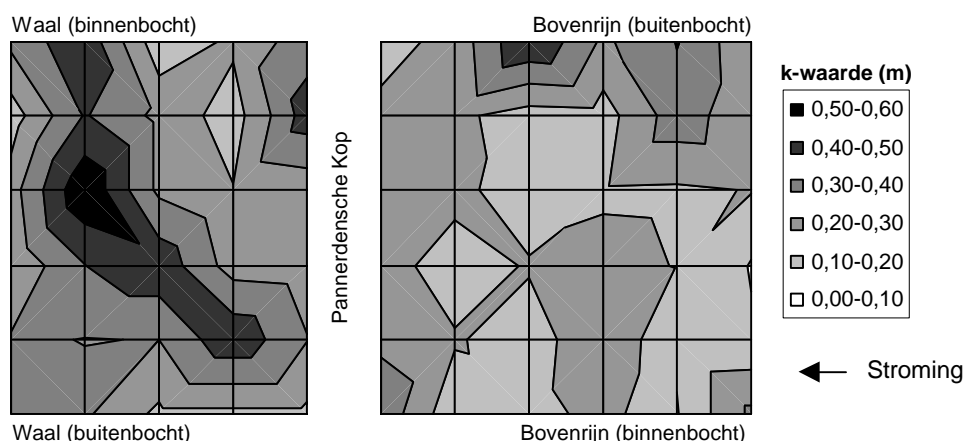 Waal (binnenbocht)
Bovenrijn (buitenbocht)
Pannerdensche Kop
k-waarde (m)
0,50-0,60
0,40-0,50
0,30-0,40
0,20-0,30
0,10-0,20
0,00-0,10
Stroming
Waal (buitenbocht)
Bovenrijn (binnenbocht)